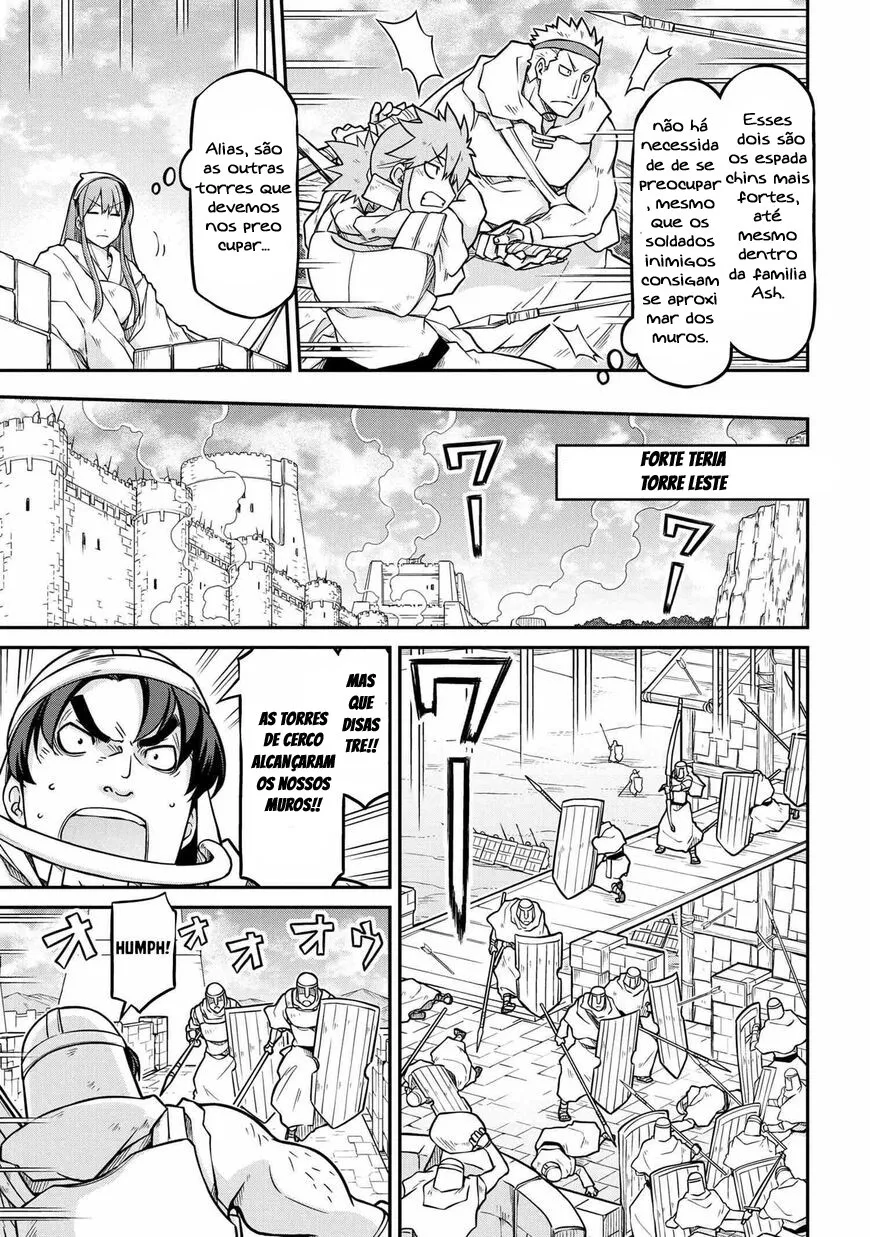 Esses
dois são
os espada
chins mais
fortes,
até
mesmo
dentro
da família
Ash.
não há
necessida
de de se
preocupar
, mesmo
que os
soldados
inimigos
consigam
se aproxi
mar dos
muros.
Alias, são
as outras
torres que
devemos
nos preo
cupar...
FORTE TERIA
TORRE LESTE
ワー
ワー
ワー
MAS
QUE
DISAS
TRE!!
AS TORRES
DE CERCO
ALCANÇARAM
OS NOSSOS
MUROS!!
オオオオゥ
HUMPH!